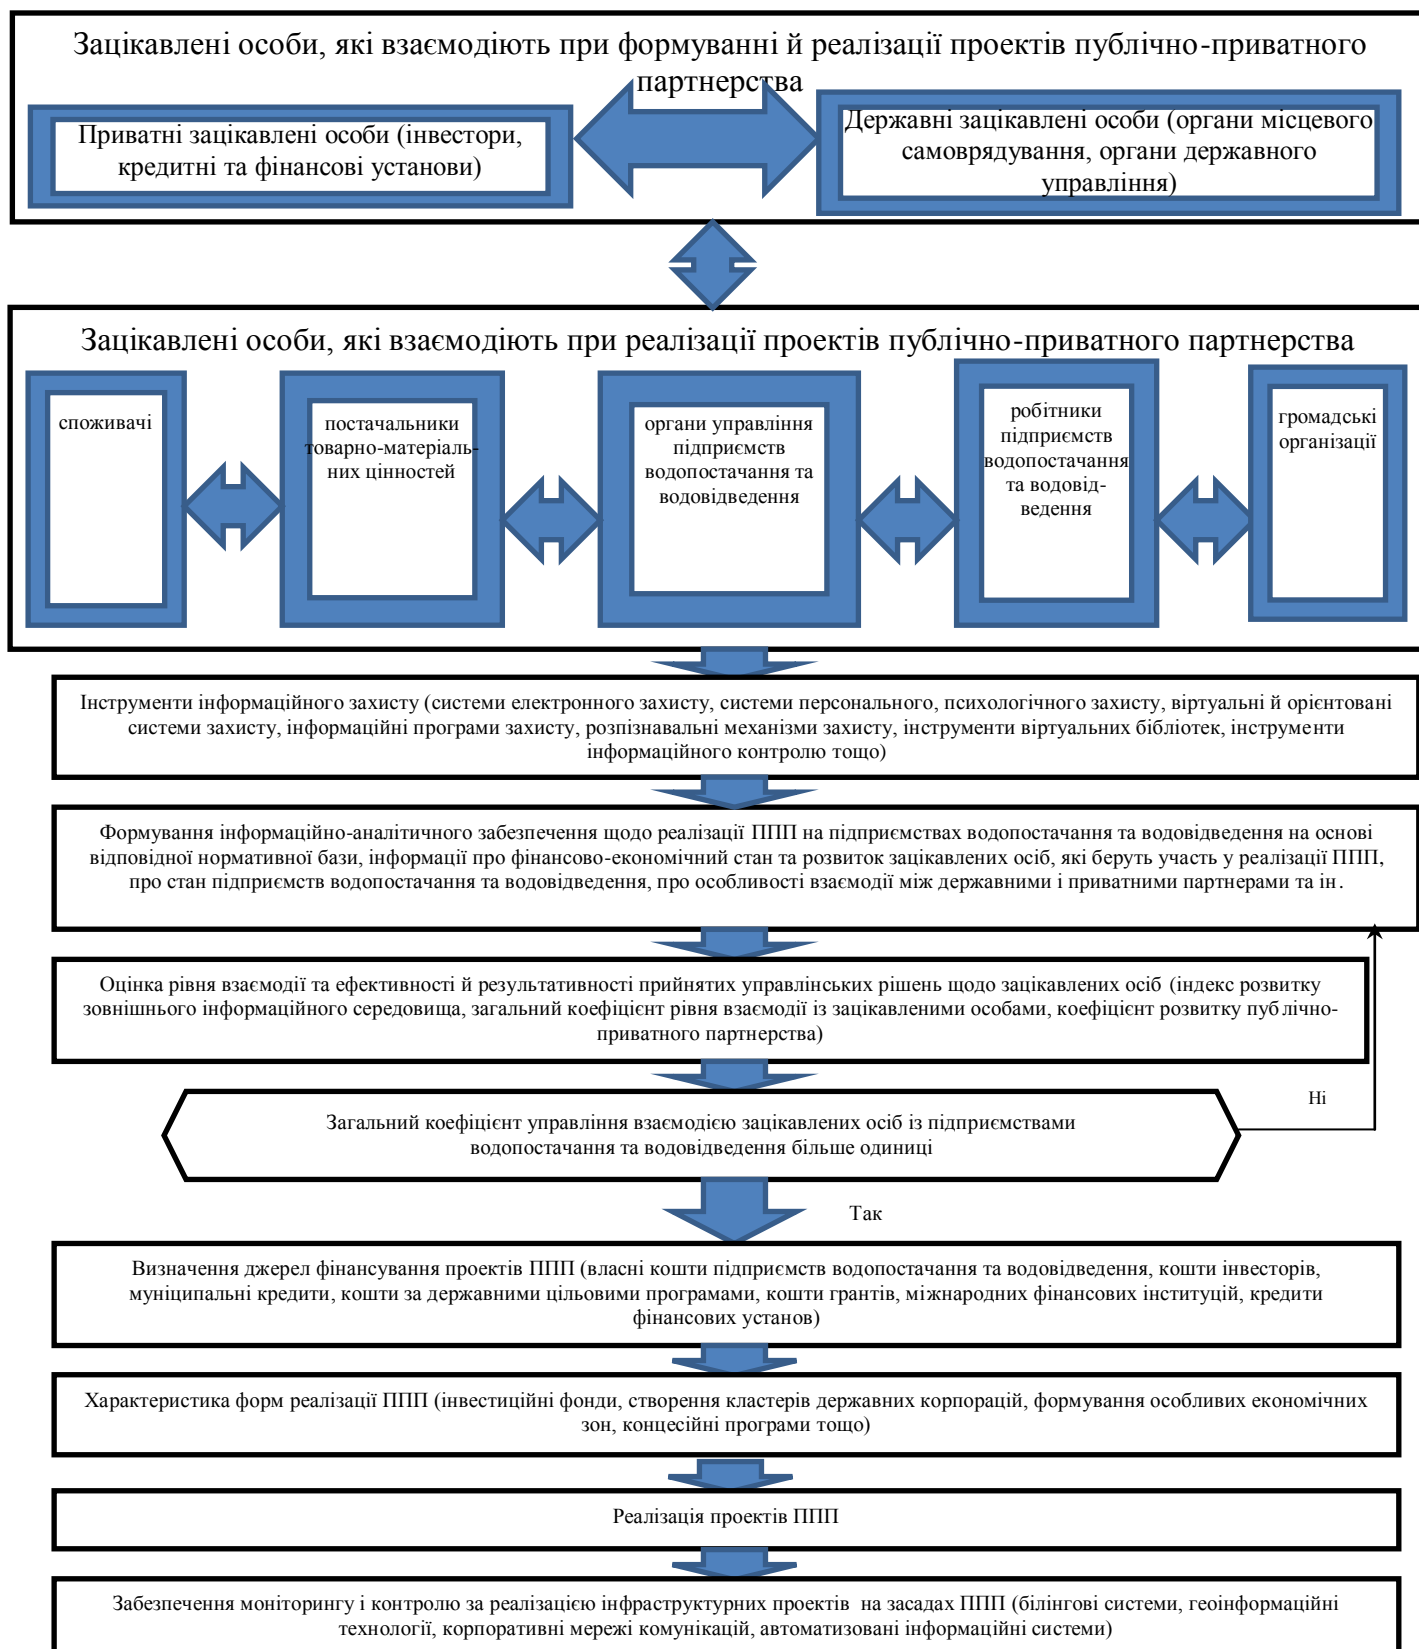 Зацікавлені особи, які взаємодіють при формуванні й реалізації проектів публічно-приватного
партнерства
Приватні зацікавлені особи (інвестори,
кредитні та фінансові установи)
Державні зацікавлені особи (органи місцевого
самоврядування, органи державного
управління)
Зацікавлені особи, які взаємодіють при реалізації проектів публічно-приватного партнерства
споживачі
постачальники
товарно-матеріаль-
них цінностей
органи управління
підприємств
водопостачання та
водовідведення
робітники
підприємств
водопостачання
та водовід-
ведення
громадські
організації
Інструменти інформаційного захисту (системи електронного захисту, системи персонального, психологічного захисту, віртуальні й орієнтовані
системи захисту, інформаційні програми захисту, розпізнавальні механізми захисту, інструменти віртуальних бібліотек, інструменти
інформаційного контролю тощо)
Формування інформаційно-аналітичного забезпечення щодо реалізації ППП на підприємствах водопостачання та водовідведення на основі
відповідної нормативної бази, інформації про фінансово-економічний стан та розвиток зацікавлених осіб, які беруть участь у реалізації ППП,
про стан підприємств водопостачання та водовідведення, про особливості взаємодії між державними і приватними партнерами та ін.
Оцінка рівня взаємодії та ефективності й результативності прийнятих управлінських рішень щодо зацікавлених осіб (індекс розвитку
зовнішнього інформаційного середовища, загальний коефіцієнт рівня взаємодії із зацікавленими особами, коефіцієнт розвитку публічно-
приватного партнерства)
Ні
Загальний коефіцієнт управління взаємодією зацікавлених осіб із підприємствами
водопостачання та водовідведення більше одиниці
Так
Визначення джерел фінансування проектів ППП (власні кошти підприємств водопостачання та водовідведення, кошти інвесторів,
муніципальні кредити, кошти за державними цільовими програмами, кошти грантів, міжнародних фінансових інституцій, кредити
фінансових установ)
Характеристика форм реалізації ППП (інвестиційні фонди, створення кластерів державних корпорацій, формування особливих економічних
зон, концесійні програми тощо)
Реалізація проектів ППП
Забезпечення моніторингу і контролю за реалізацією інфраструктурних проектів на засадах ППП (білінгові системи, геоінформаційні
технології, корпоративні мережі комунікацій, автоматизовані інформаційні системи)